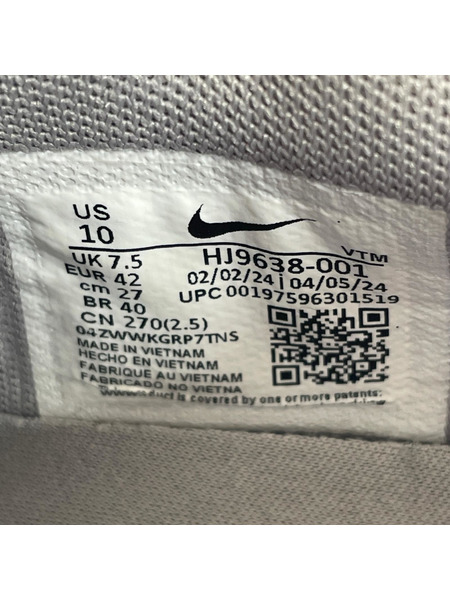 US
10
VTM
UK 7.5
HJ9638-001
EUR 42
02/02/24 | 04/05/24
cm 27
UPC 00197596301519
BR 40
CN 270(2.5)
04ZWWKGRP7TNS
MADE IN VIETNAM
HECHO EN VIETNAM
FABRIQUE AU VIETNAM
FABRICADO NO VIETNA
is covered by one or more patents: